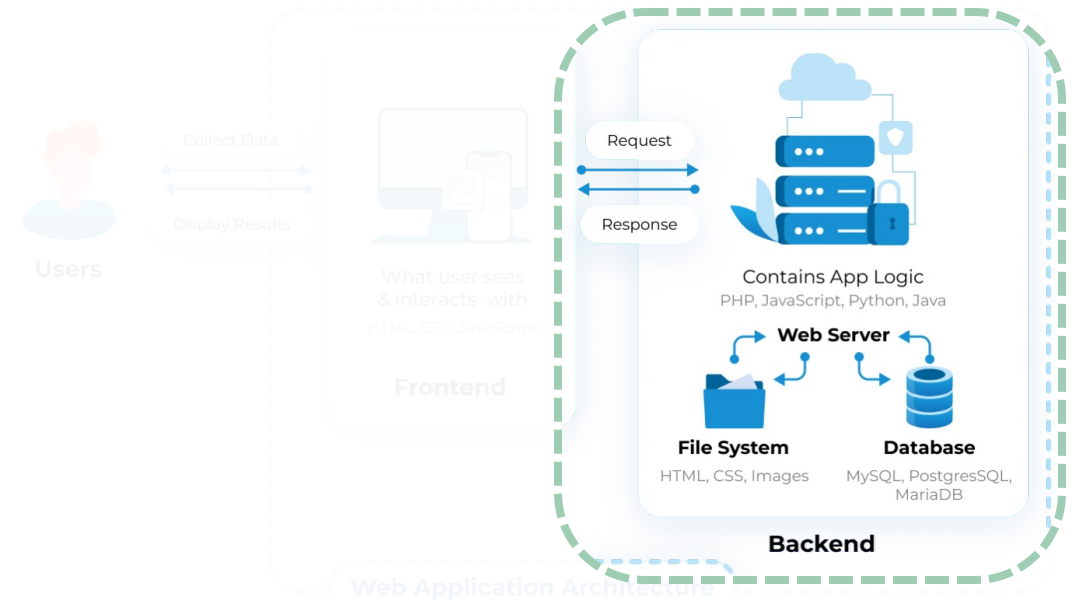 Collect Data
Display Results
Users
What user sees
& interacts with
HTML, CSS, JavaScript
Frontend
Request
Response
Contains App Logic
PHP, JavaScript, Python, Java
Web Server
File System
HTML, CSS, Images
Database
MySQL, PostgresSQL,
MariaDB
Backend
Web Application Architecture